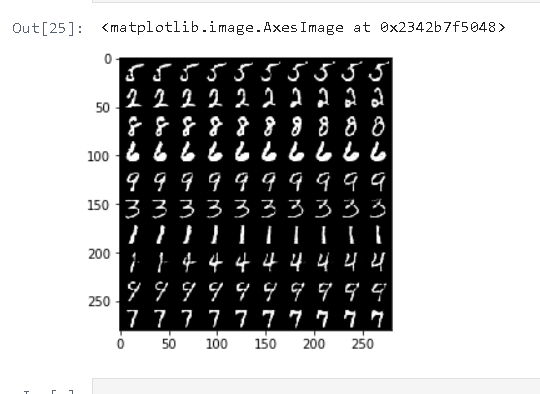 Out[25]: <matplotlib.image.AxesImage at 0x2342b7f5048>
0
5 5 5 5 5 5 5 5 5 5
2 2 2 2 2 2 2 2 2 2
50
8 8 8 8 8 8 8 8 8 8
100 6 6 6 6 6 6 6 6 6 6
9 9 9 9 9 9 9 9 9 9
150 3 3 3 3 3 3 3 3 3 3
1 1 1 1 1 1 1 1 1 1
200 4 4 4 4 4 4 4 4
9 9 9 9 9 9 9 9 9 9
250
7 7 7 7 7 7 7 7 7 7
0 50 100 150 200 250